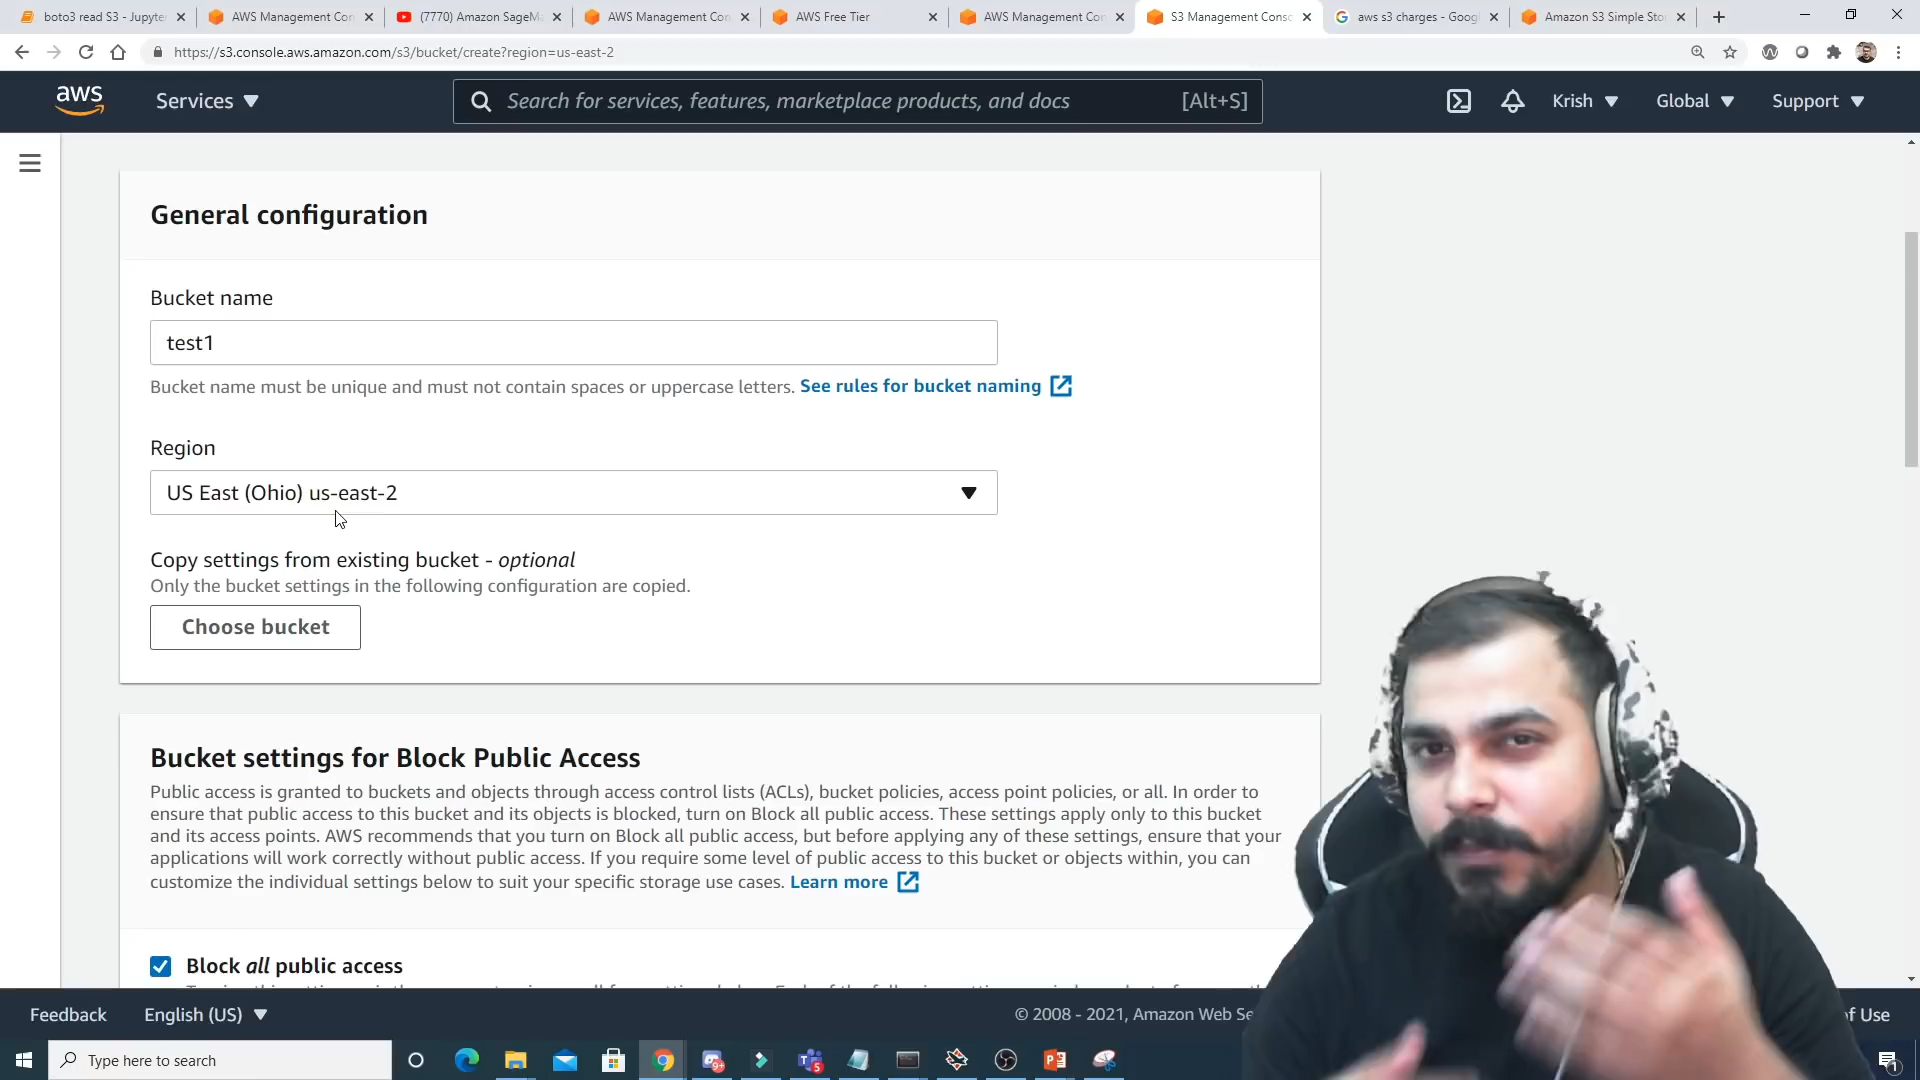 boto3 read S3 - Jupyte
AWS Management Con
(7770) Amazon SageM
AWS Management Con
AWS Free Tier
AWS Management Co
S3 Management Conso
aws s3 charges - Goog
Amazon S3 Simple Sto
https://s3.console.aws.amazon.com/s3/bucket/create?region=us-east-2
aws
Services
Search for services, features, marketplace products, and docs
[Alt+S]
Krish
Global
Support
General configuration
Bucket name
test1
Bucket name must be unique and must not contain spaces or uppercase letters. See rules for bucket naming
Region
US East (Ohio) us-east-2
Copy settings from existing bucket - optional
Only the bucket settings in the following configuration are copied.
Choose bucket
Bucket settings for Block Public Access
Public access is granted to buckets and objects through access control lists (ACLs), bucket policies, access point policies, or all. In order to
ensure that public access to this bucket and its objects is blocked, turn on Block all public access. These settings apply only to this bucket
and its access points. AWS recommends that you turn on Block all public access, but before applying any of these settings, ensure that your
applications will work correctly without public access. If you require some level of public access to this bucket or objects within, you can
customize the individual settings below to suit your specific storage use cases. Learn more
Block all public access
Feedback
English (US)
© 2008 - 2021, Amazon Web Se
of Use
Type here to search